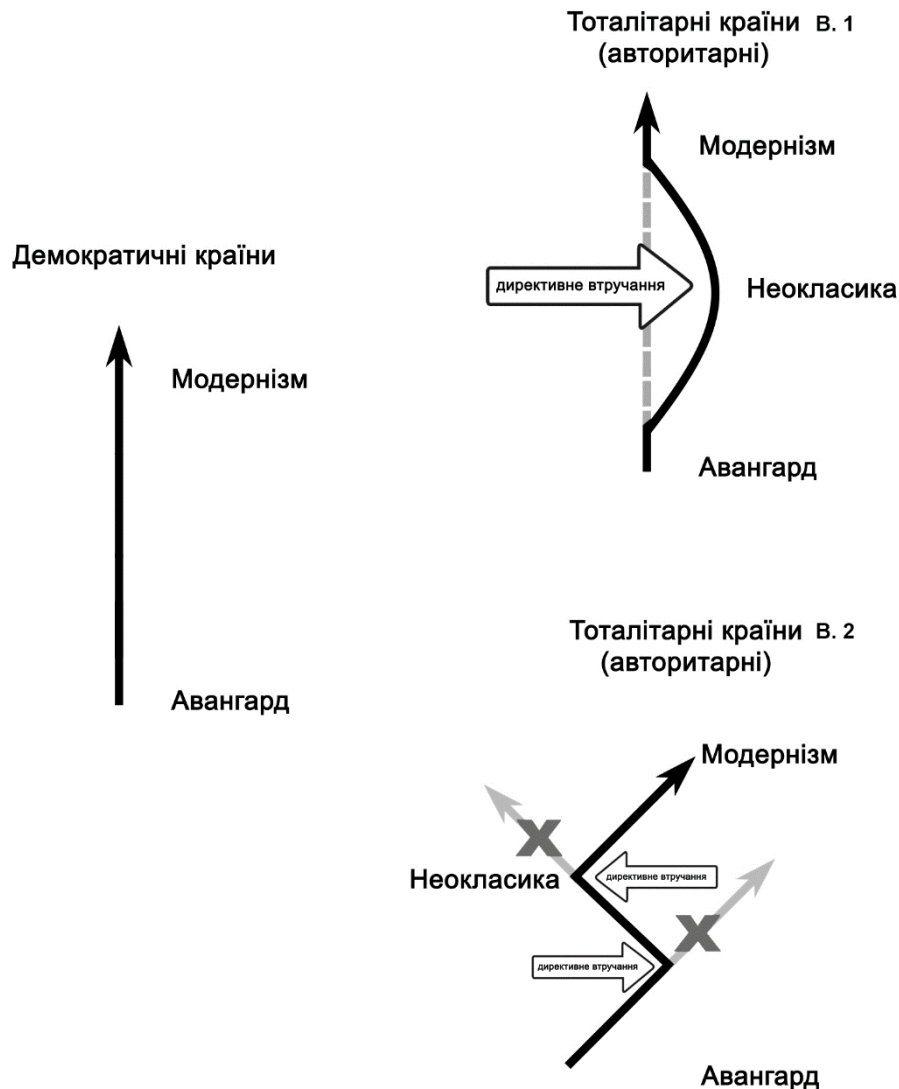 Демократичні країни
Модернізм
Авангард
Тоталітарні країни В. 1
(авторитарні)
Модернізм
директивне втручання
Неокласика
Авангард
Тоталітарні країни В. 2
(авторитарні)
Модернізм
Неокласика
директивне втручання
директивне втручання
Авангард